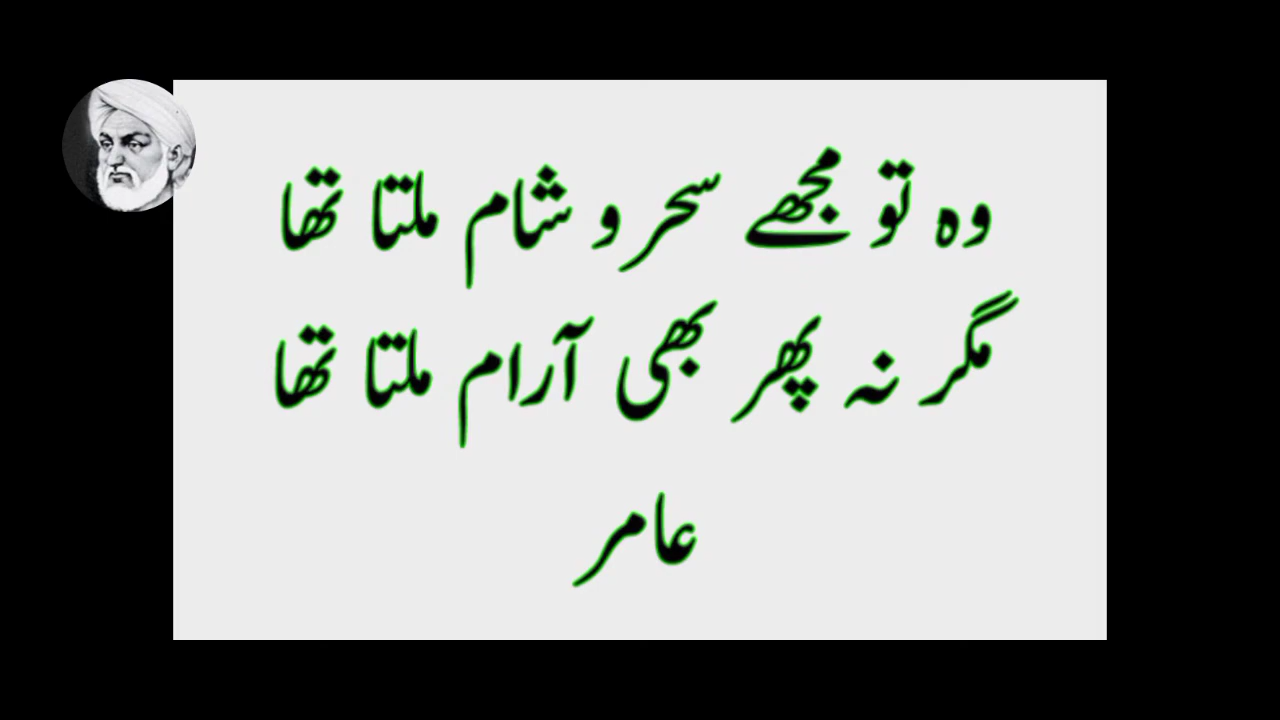 وہ تو مجھے سحر و شام ملتا تھا
مگر نہ پھر بھی آرام ملتا تھا
عامر